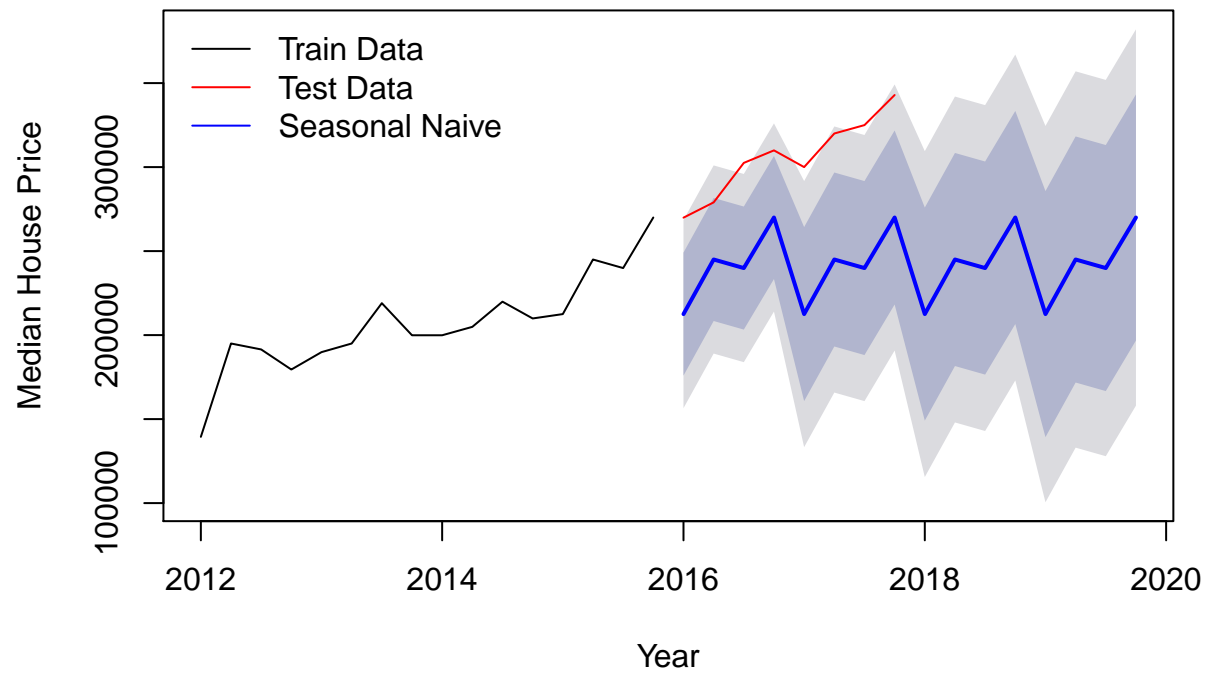 Train Data
Test Data
Seasonal Naive
Median House Price
300000
200000
100000
2012 2014 2016 2018 2020
Year